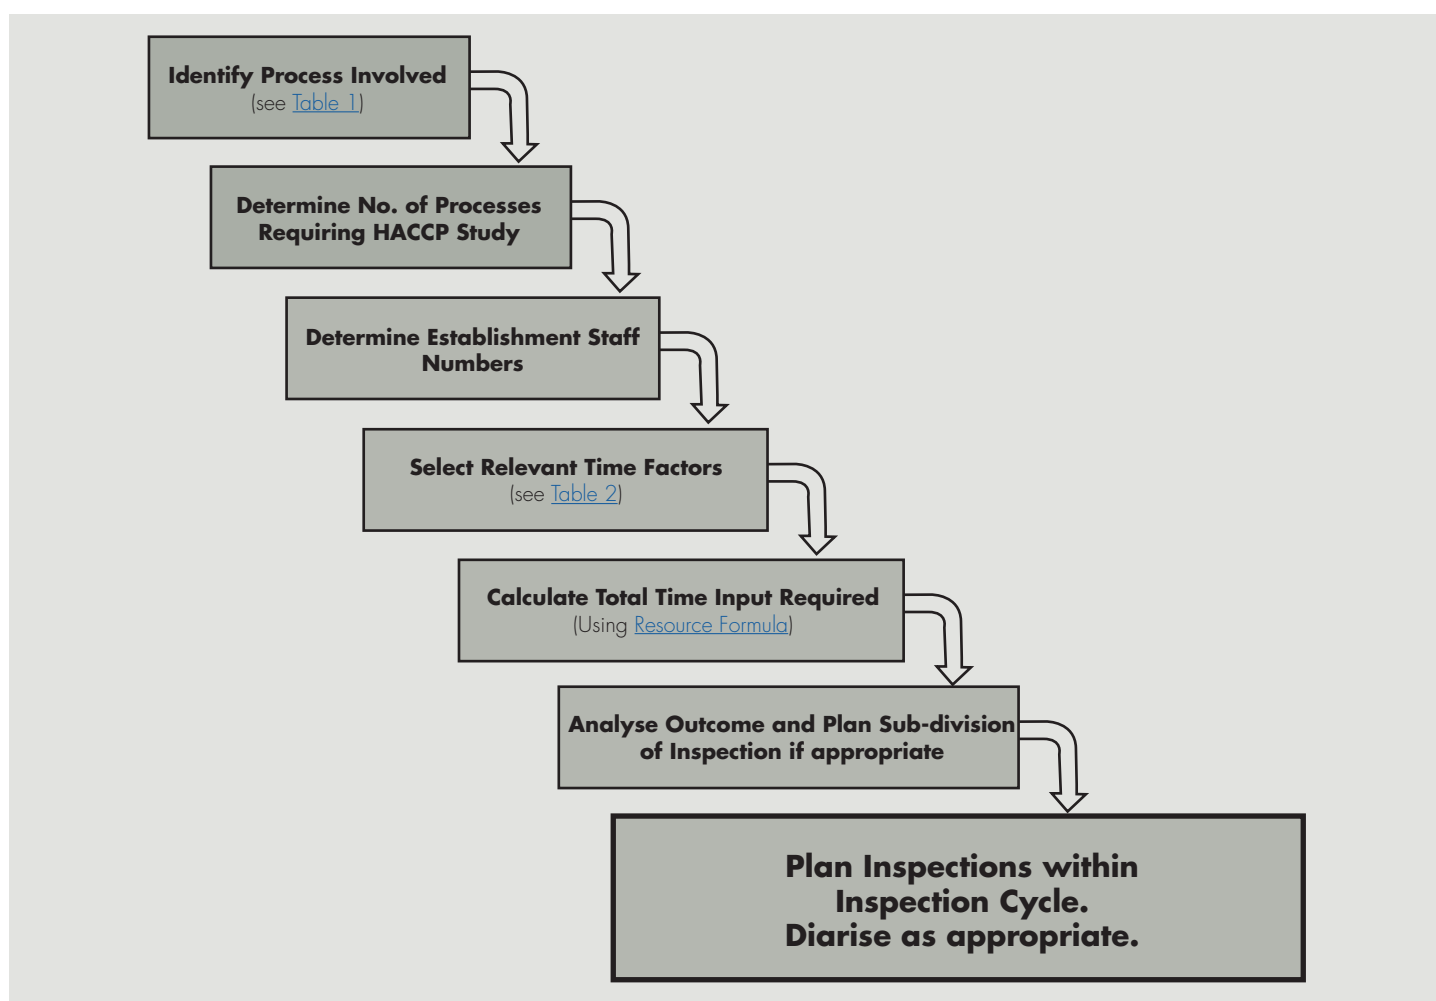 Identify Process Involved
(see Table 1)
Determine No. of Processes
Requiring HACCP Study
Determine Establishment Staff
Numbers
Select Relevant Time Factors
(see Table 2)
Calculate Total Time Input Required
(Using Resource Formula)
Analyse Outcome and Plan Sub-division
of Inspection if appropriate
Plan Inspections within
Inspection Cycle.
Diarise as appropriate.